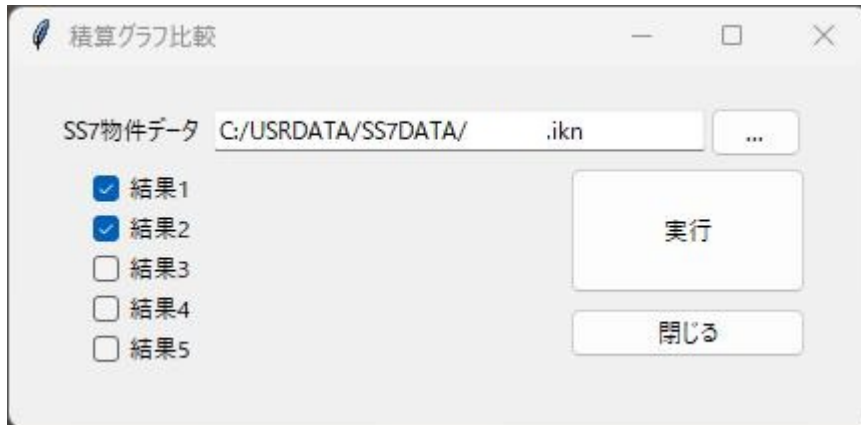 積算グラフ比較
SS7物件データ C:/USRDATA/SS7DATA/ .ikn ...
結果1
結果2
実行
結果3
結果4
閉じる
結果5